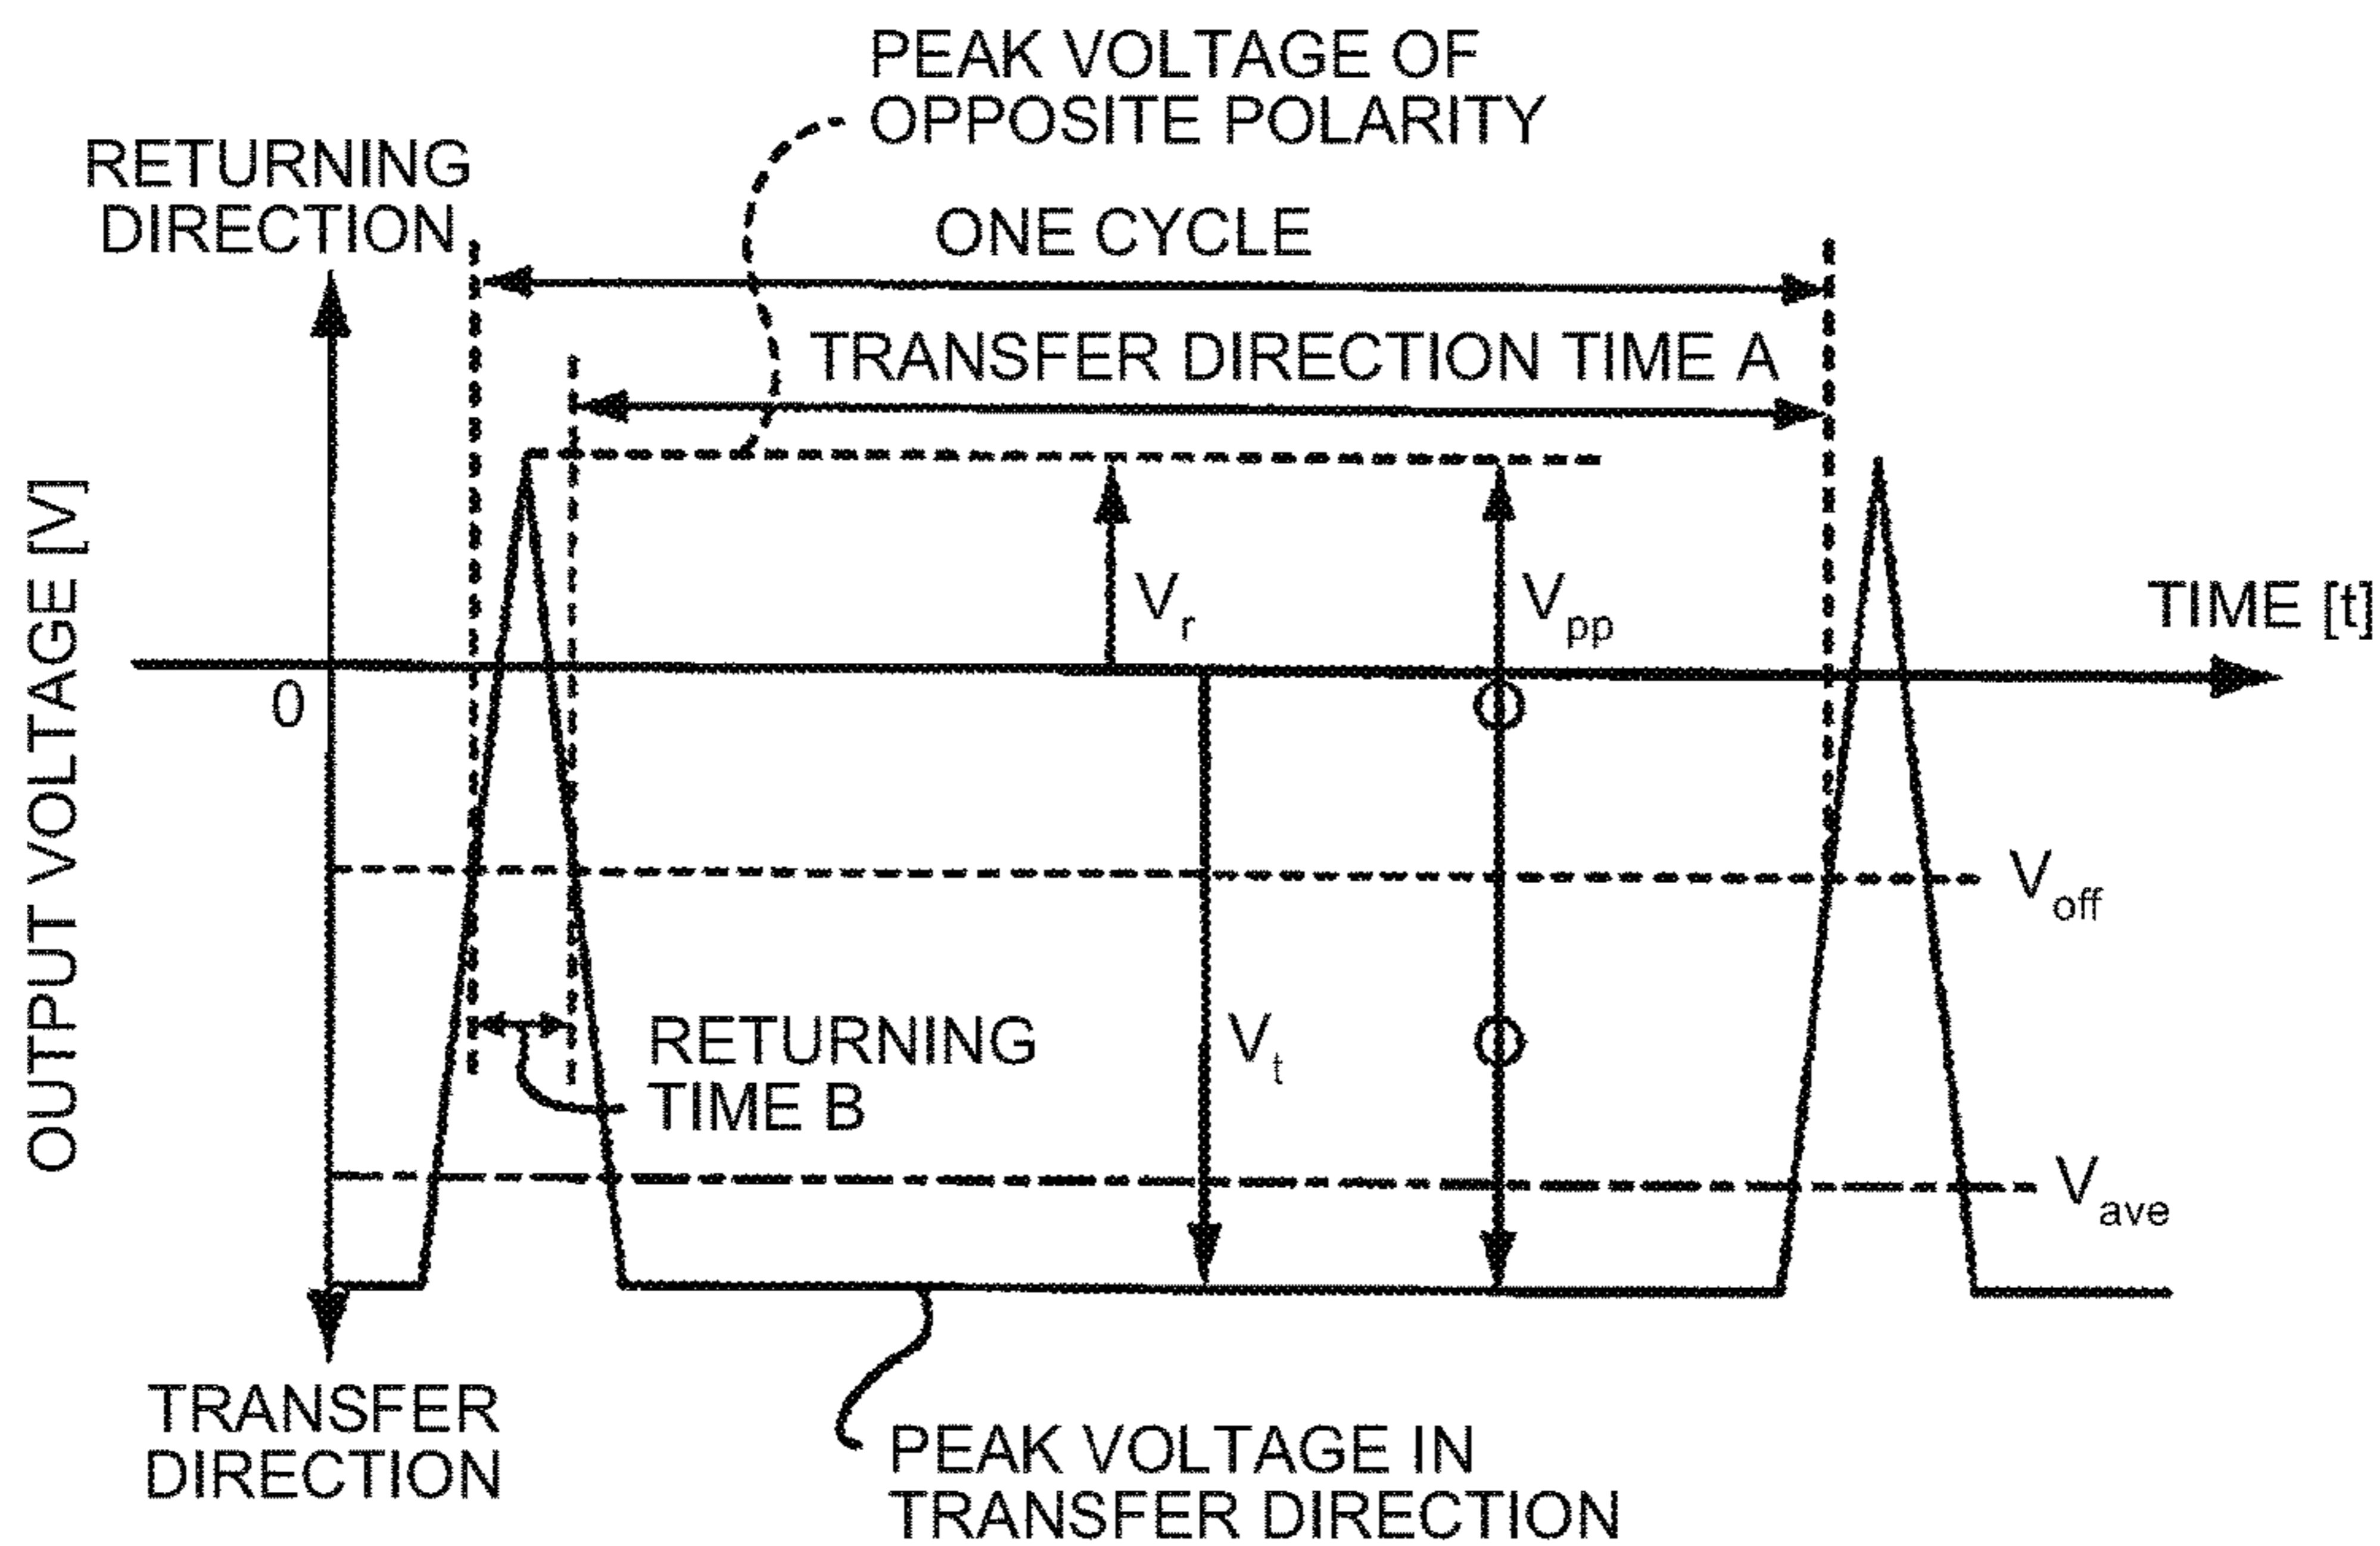 PEAK VOLTAGE OF
OPPOSITE POLARITY
RETURNING
DIRECTION
ONE CYCLE
TRANSFER DIRECTION TIME A
OUTPUT VOLTAGE [V]
Vr
Vpp
TIME [t]
0
Voff
RETURNING
TIME B
Vt
Vave
TRANSFER
DIRECTION
PEAK VOLTAGE IN
TRANSFER DIRECTION